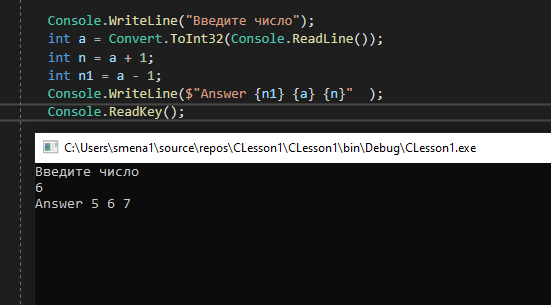 Console.WriteLine("Введите число");
int a = Convert.ToInt32(Console.ReadLine());
int n = a + 1;
int n1 = a - 1;
Console.WriteLine($"Answer {n1} {a} {n}"  );
Console.ReadKey();
C:\Users\smena1\source\repos\CLesson1\CLesson1\bin\Debug\CLesson1.exe
Введите число
6
Answer 5 6 7